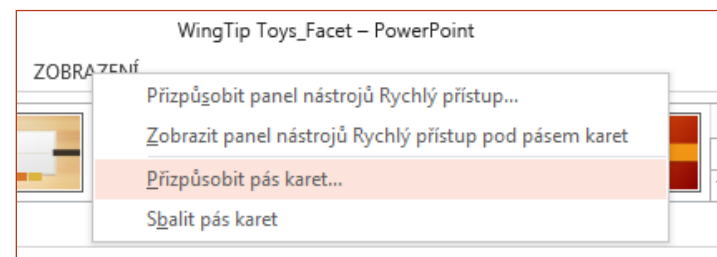 WingTip Toys_Facet – PowerPoint
ZOBRAZENÍ
Přizpůsobit panel nástrojů Rychlý přístup...
Zobrazit panel nástrojů Rychlý přístup pod pásem karet
Přizpůsobit pás karet...
Sbalit pás karet